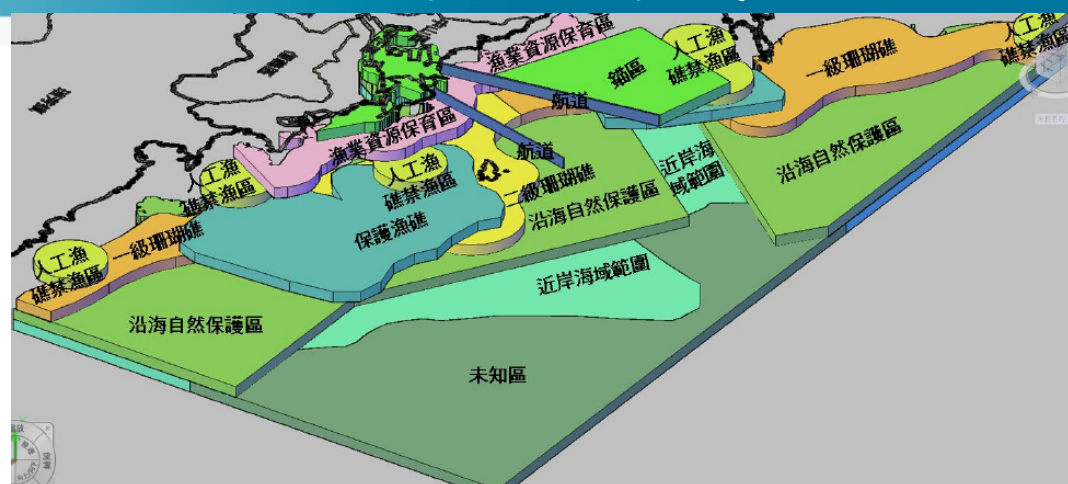 漁業資源保育區
錨區
人工漁
礁禁漁區
一級珊瑚礁
人工漁
礁禁漁區
航道
漁業資源保育區
航道
近岸海
域範圍
沿海自然保護區
人工漁
礁禁漁區
人工漁
礁禁漁區
一級珊瑚礁
沿海自然保護區
保護漁礁
一級珊瑚礁
人工漁
礁禁漁區
近岸海域範圍
沿海自然保護區
未知區